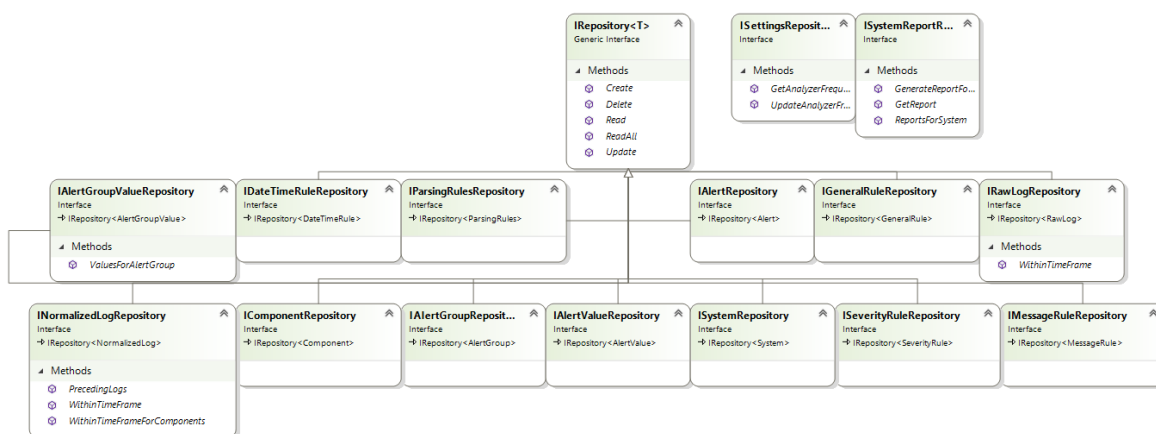 IRepository<T>
Generic Interface
Methods
Create
Delete
Read
ReadAll
Update
ISettingsReposit...
Interface
Methods
GetAnalyzerFrequ...
UpdateAnalyzerFr...
ISystemReportR...
Interface
Methods
GenerateReportFo...
GetReport
ReportsForSystem
IAlertGroupValueRepository
Interface
IRepository<AlertGroupValue>
Methods
ValuesForAlertGroup
IDateTimeRuleRepository
Interface
IRepository<DateTimeRule>
IParsingRulesRepository
Interface
IRepository<ParsingRules>
IAlertRepository
Interface
IRepository<Alert>
IGeneralRuleRepository
Interface
IRepository<GeneralRule>
IRawLogRepository
Interface
IRepository<RawLog>
Methods
WithinTimeFrame
INormalizedLogRepository
Interface
IRepository<NormalizedLog>
Methods
PrecedingLogs
WithinTimeFrame
WithinTimeFrameForComponents
IComponentRepository
Interface
IRepository<Component>
IAlertGroupReposit...
Interface
IRepository<AlertGroup>
IAlertValueRepository
Interface
IRepository<AlertValue>
ISystemRepository
Interface
IRepository<System>
ISeverityRuleRepository
Interface
IRepository<SeverityRule>
IMessageRuleRepository
Interface
IRepository<MessageRule>